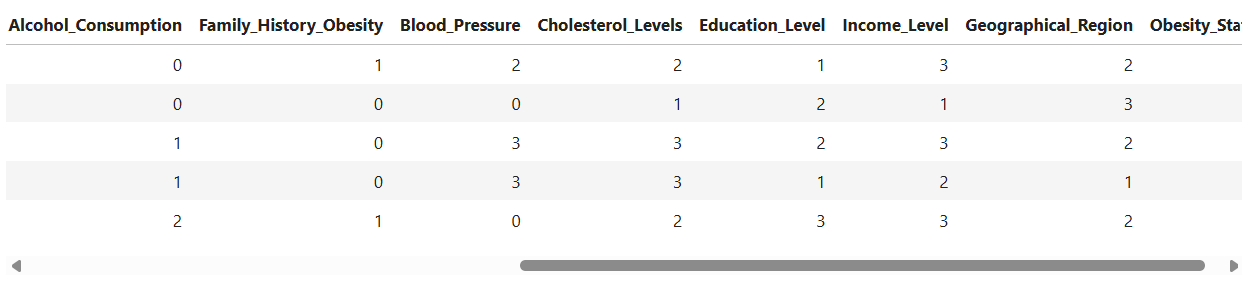 Alcohol_Consumption Family_History_Obesity Blood_Pressure Cholesterol_Levels Education_Level Income_Level Geographical_Region Obesity_Sta
0 1 2 2 1 3 2
0 0 0 1 2 1 3
1 0 3 3 2 3 2
1 0 3 3 1 2 1
2 1 0 2 3 3 2